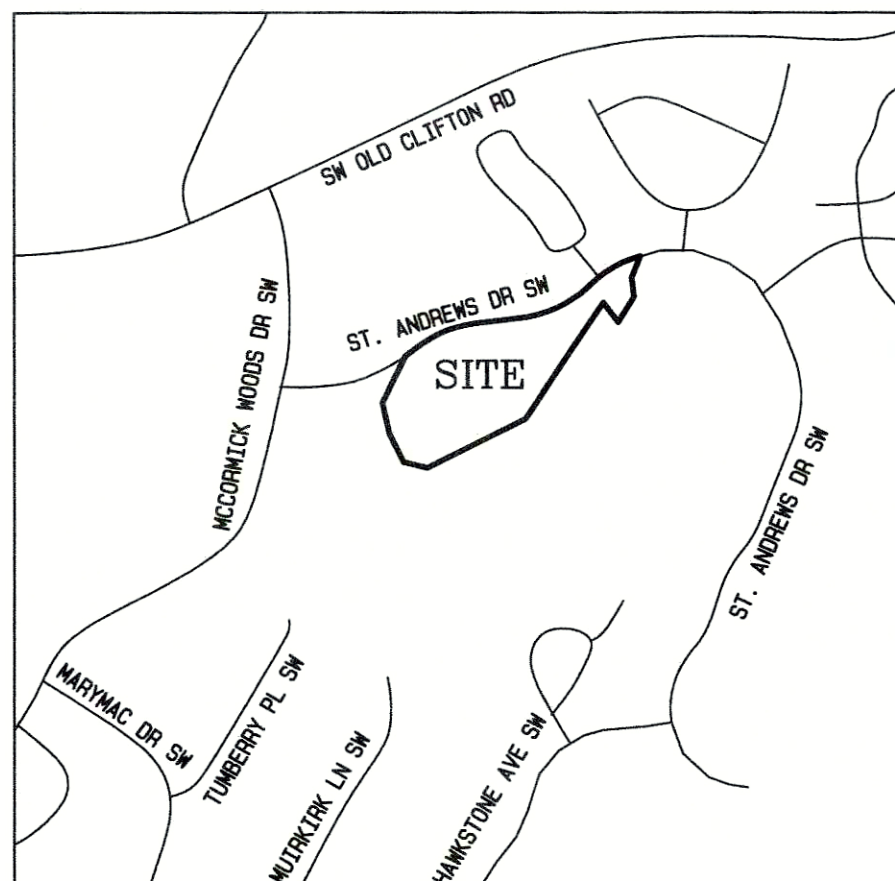 SW OLD CLIFTON RD
ST. ANDREWS DR SW
MCCORMICK WOODS DR SW
SITE
ST. ANDREWS DR SW
MARYMAC DR SW
TUMBERRY PL SW
MUIRKIRK LN SW
HAWKSTONE AVE SW